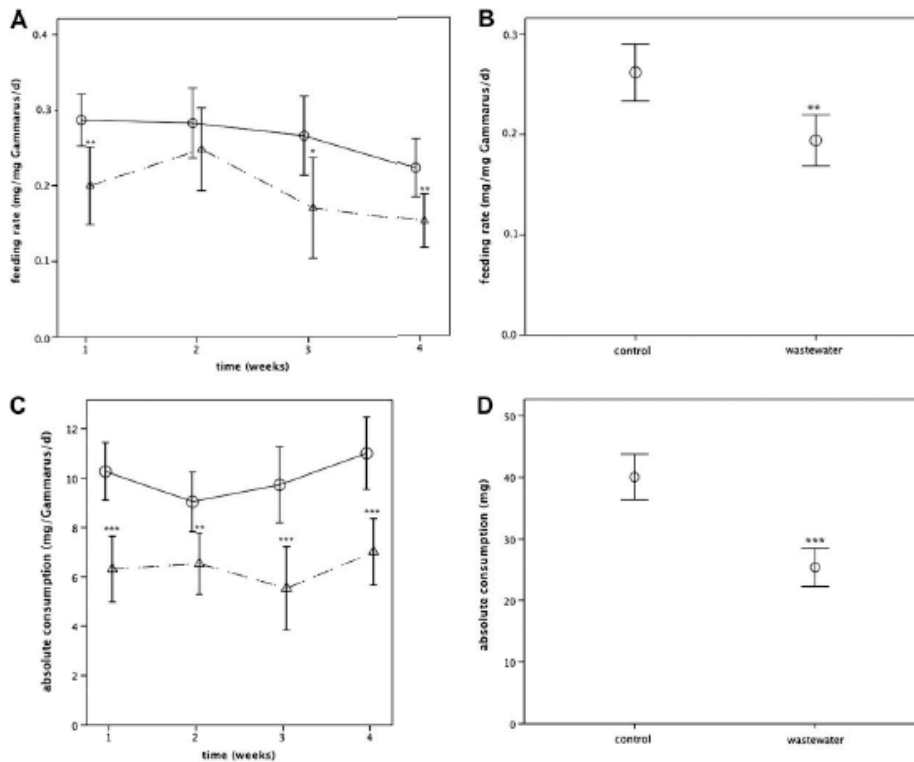 A
feeding rate (mg/mg Gammarus/d)
0.4
0.3
0.2
0.1
0.0
**
*
**
1 2 3 4
time (weeks)
B
feeding rate (mg/mg Gammarus/d)
0.3
0.2
0.1
0.0
**
control wastewater
C
absolute consumption (mg/Gammarus/d)
12
10
8
6
4
2
0
*** ** *** ***
1 2 3 4
time (weeks)
D
absolute consumption (mg)
50
40
30
20
10
0
***
control wastewater